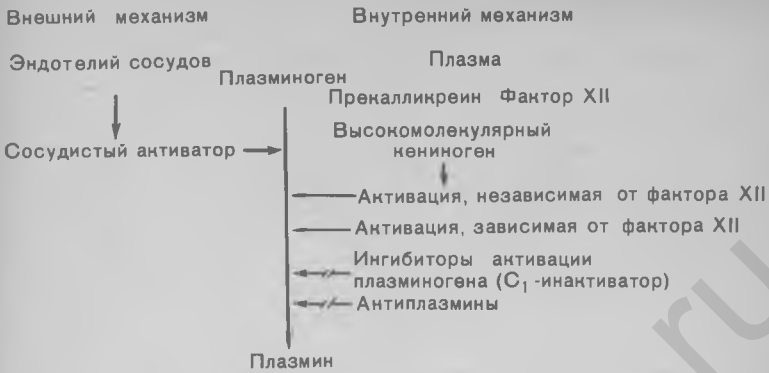 Внешний механизм
Внутренний механизм
Эндотелий сосудов
Плазма
Плазминоген
Прекалликреин Фактор XII
Высокомолекулярный
кениноген
Сосудистый активатор
Активация, независимая от фактора XII
Активация, зависимая от фактора XII
Ингибиторы активации
плазминогена (C₁-инактиватор)
Антиплазмины
Плазмин
ru